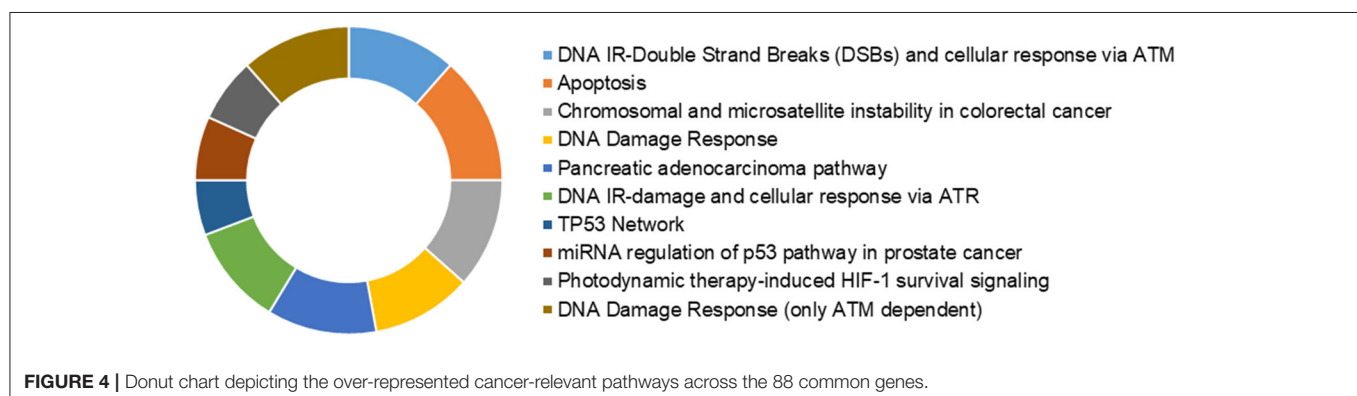 DNA IR-Double Strand Breaks (DSBs) and cellular response via ATM
Apoptosis
Chromosomal and microsatellite instability in colorectal cancer
DNA Damage Response
Pancreatic adenocarcinoma pathway
DNA IR-damage and cellular response via ATR
TP53 Network
miRNA regulation of p53 pathway in prostate cancer
Photodynamic therapy-induced HIF-1 survival signaling
DNA Damage Response (only ATM dependent)
FIGURE 4 | Donut chart depicting the over-represented cancer-relevant pathways across the 88 common genes.